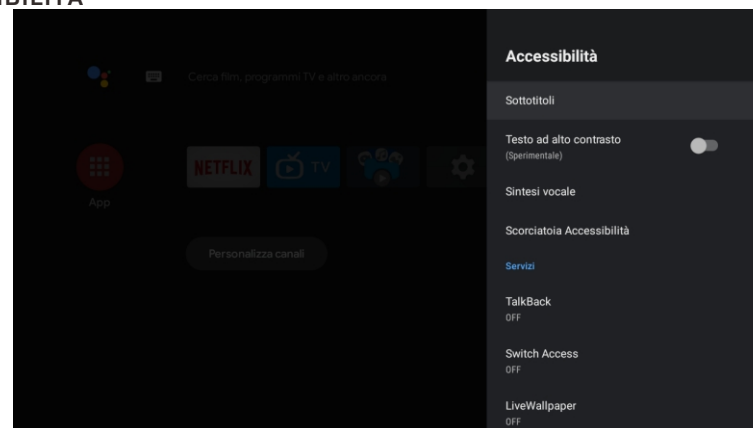 Accessibilità
Cerca film, programmi TV e altro ancora
Sottotitoli
Testo ad alto contrasto
(Sperimentale)
NETFLIX
TV
Sintesi vocale
App
Scorciatoia Accessibilità
Personalizza canali
Servizi
TalkBack
OFF
Switch Access
OFF
LiveWallpaper
OFF